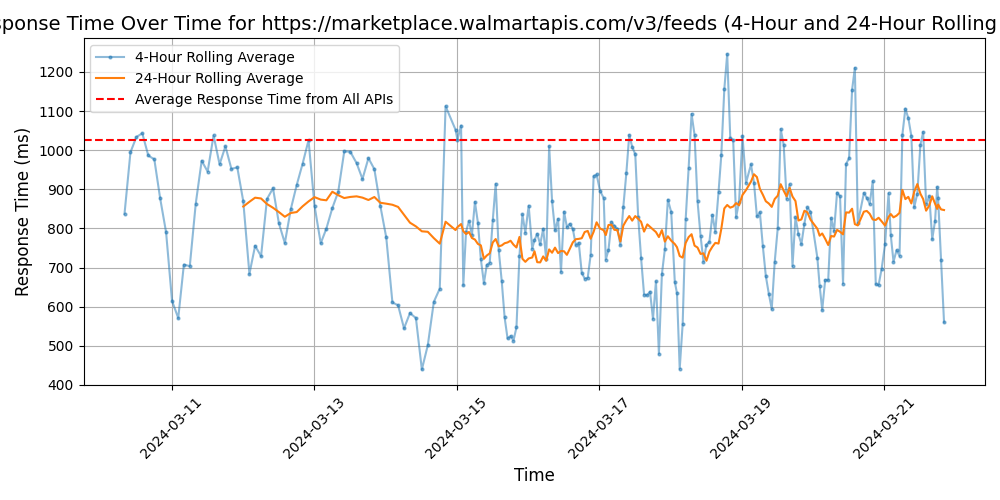 sponse Time Over Time for https://marketplace.walmartapis.com/v3/feeds (4-Hour and 24-Hour Rolling
4-Hour Rolling Average
24-Hour Rolling Average
Average Response Time from All APIs
Response Time (ms)
1200
1100
1000
900
800
700
600
500
400
2024-03-11
2024-03-13
2024-03-15
2024-03-17
2024-03-19
2024-03-21
Time